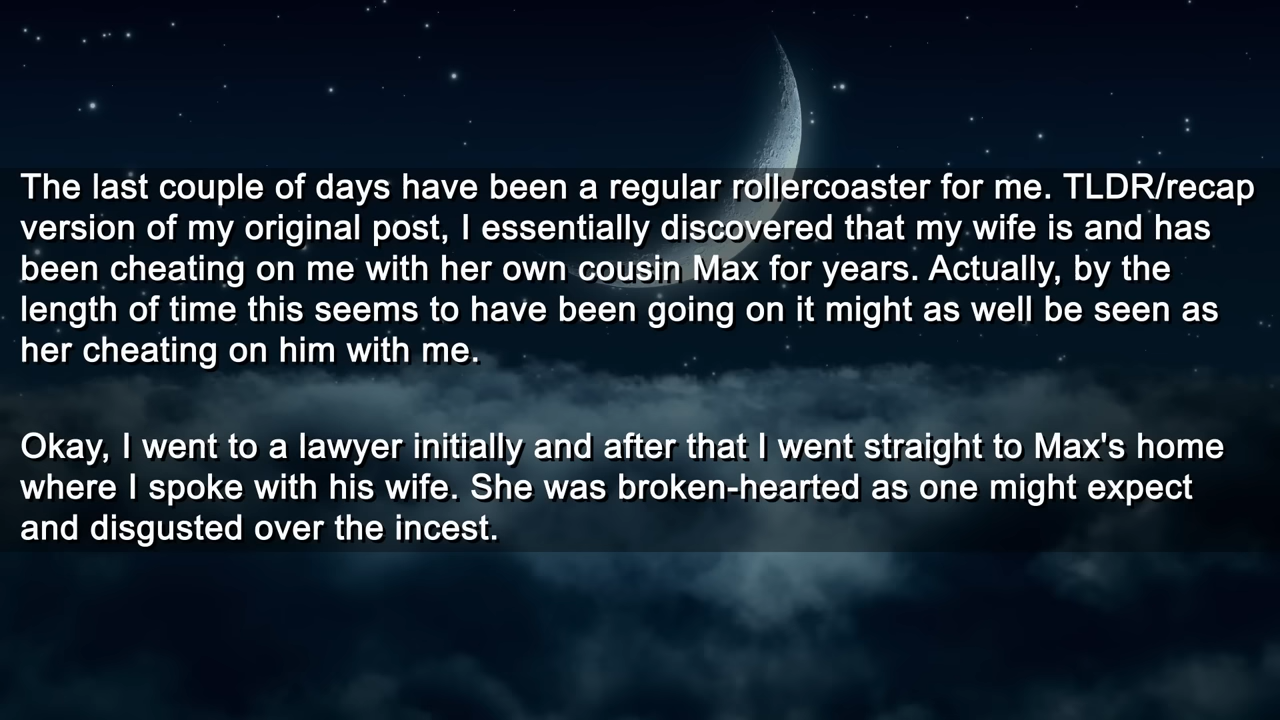 The last couple of days have been a regular rollercoaster for me. TLDR/recap
version of my original post, I essentially discovered that my wife is and has
been cheating on me with her own cousin Max for years. Actually, by the
length of time this seems to have been going on it might as well be seen as
her cheating on him with me.
Okay, I went to a lawyer initially and after that I went straight to Max's home
where I spoke with his wife. She was broken-hearted as one might expect
and disgusted over the incest.